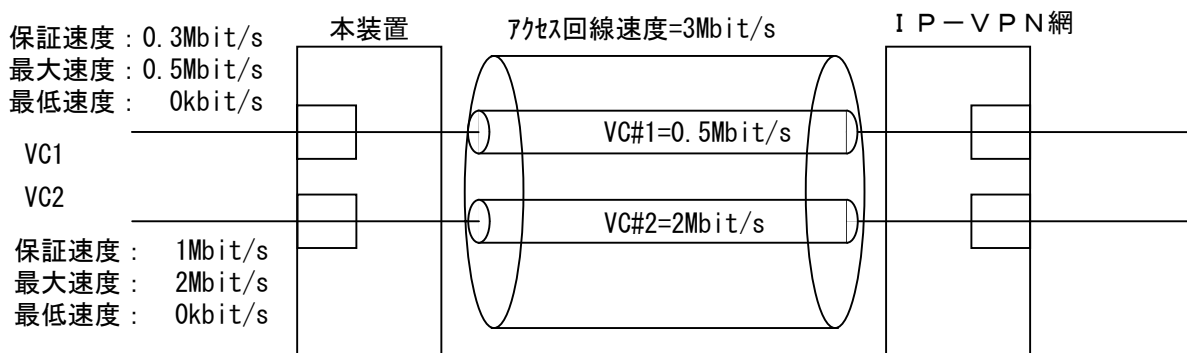 保証速度：0.3Mbit/s
最大速度：0.5Mbit/s
最低速度：　0kbit/s
本装置
ｱｸｾｽ回線速度=3Mbit/s
ＩＰ－ＶＰＮ網
VC1
VC#1=0.5Mbit/s
VC2
VC#2=2Mbit/s
保証速度：　1Mbit/s
最大速度：　2Mbit/s
最低速度：　0kbit/s